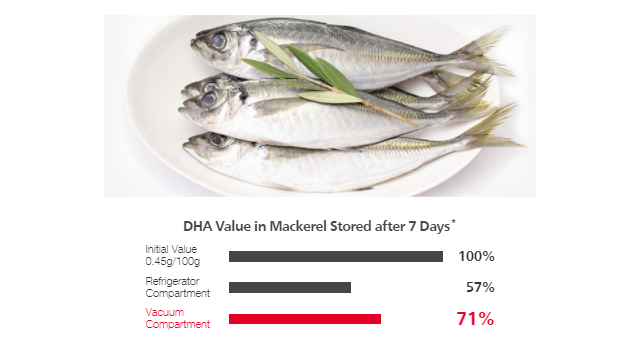 DHA Value in Mackerel Stored after 7 Days*
Initial Value
0.45g/100g
100%
Refrigerator
Compartment
57%
Vacuum
Compartment
71%